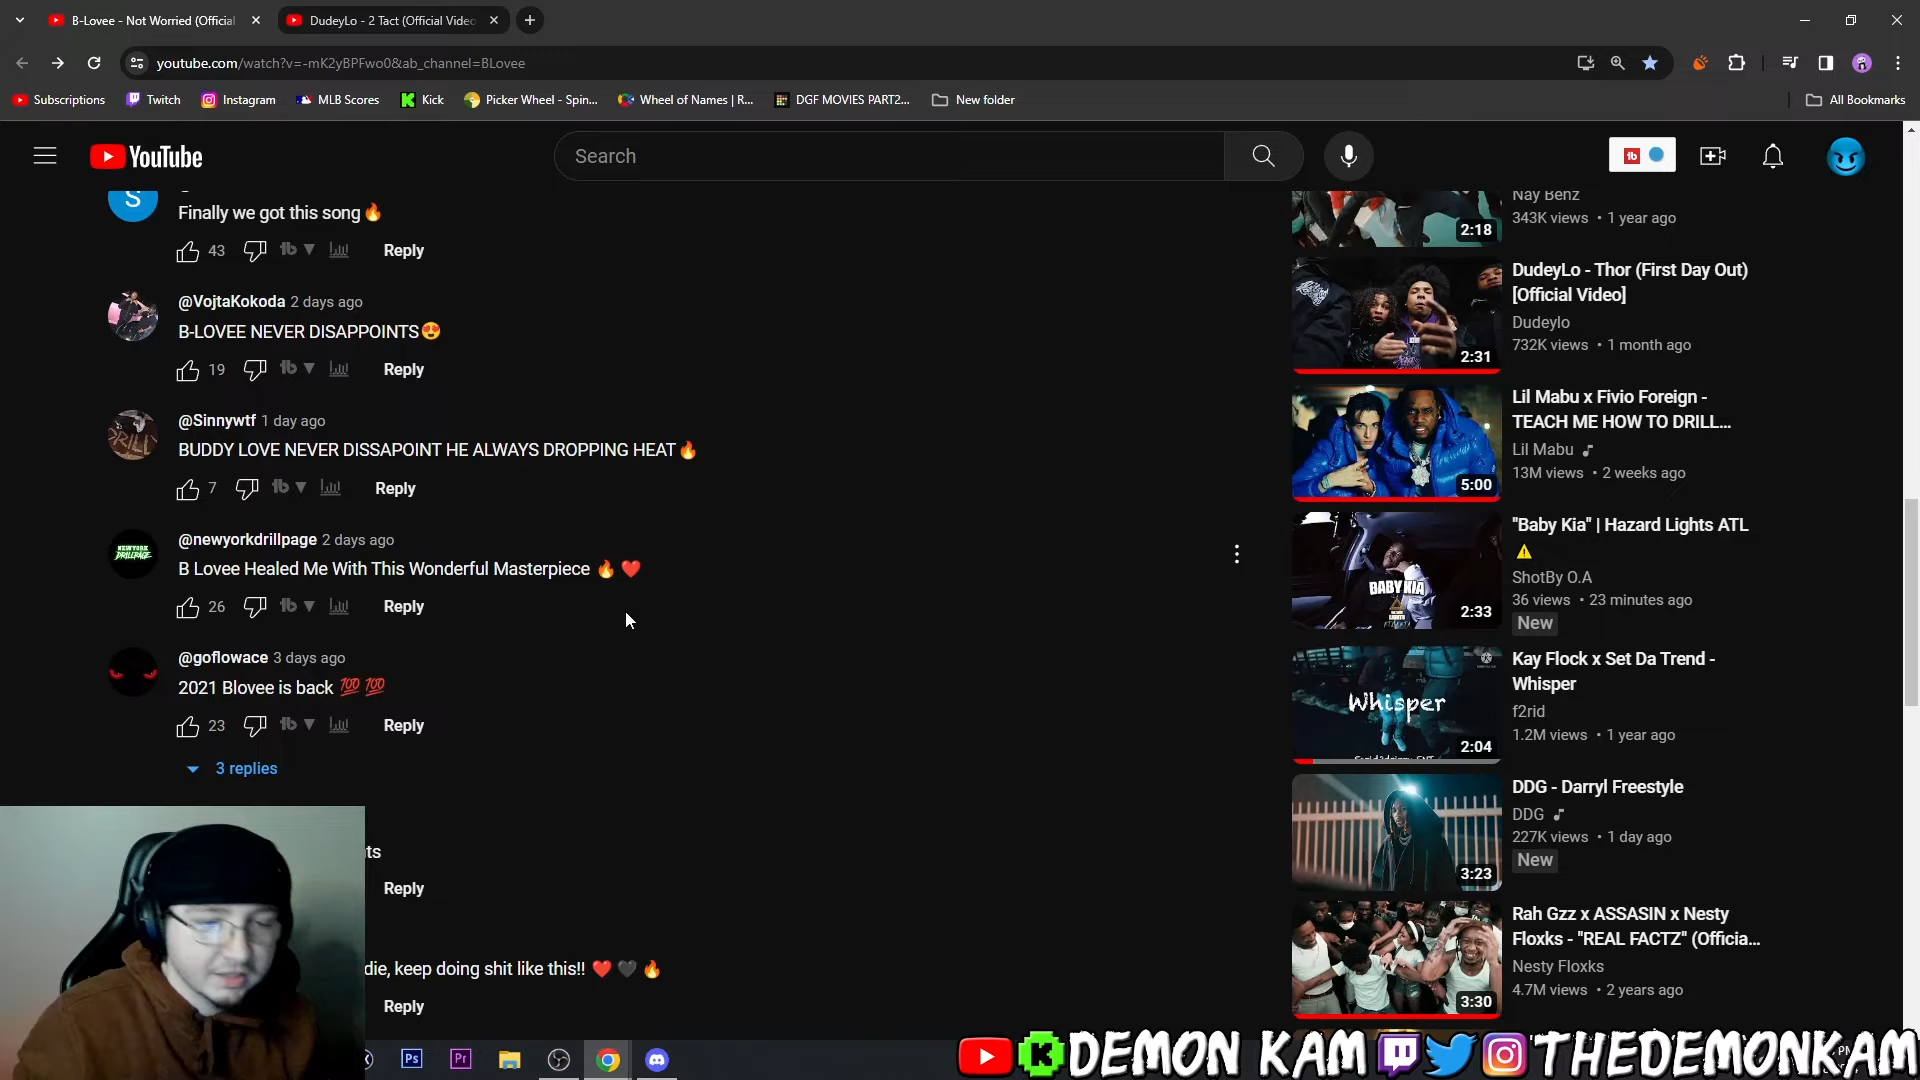 B-Lovee - Not Worried (Official
DudeyLo - 2 Tact (Official Video
youtube.com/watch?v=-mK2yBPFwo0&ab_channel=BLovee
Subscriptions
Twitch
Instagram
MLB Scores
Kick
Picker Wheel - Spin...
Wheel of Names | R...
DGF MOVIES PART2...
New folder
All Bookmarks
YouTube
Search
S
Finally we got this song🔥
43
Reply
@VojtaKokoda 2 days ago
B-LOVEE NEVER DISAPPOINTS😍
19
Reply
@Sinnywtf 1 day ago
BUDDY LOVE NEVER DISSAPOINT HE ALWAYS DROPPING HEAT🔥
7
Reply
@newyorkdrillpage 2 days ago
B Lovee Healed Me With This Wonderful Masterpiece 🔥❤️
26
Reply
@goflowace 3 days ago
2021 Blovee is back 💯💯
23
Reply
3 replies
ts
Reply
die, keep doing shit like this!! ❤️🖤🔥
Reply
Nay Benz
343K views • 1 year ago
2:18
DudeyLo - Thor (First Day Out)
[Official Video]
Dudeylo
732K views • 1 month ago
2:31
Lil Mabu x Fivio Foreign -
TEACH ME HOW TO DRILL...
Lil Mabu
13M views • 2 weeks ago
5:00
"Baby Kia" | Hazard Lights ATL
⚠️
ShotBy O.A
36 views • 23 minutes ago
New
BABY KIA
2:33
Kay Flock x Set Da Trend -
Whisper
f2rid
1.2M views • 1 year ago
Whisper
2:04
DDG - Darryl Freestyle
DDG
227K views • 1 day ago
New
3:23
Rah Gzz x ASSASIN x Nesty
Floxks - "REAL FACTZ" (Officia...
Nesty Floxks
4.7M views • 2 years ago
3:30
Ps
Pr
K DEMON KAM
THEDEMONKAM